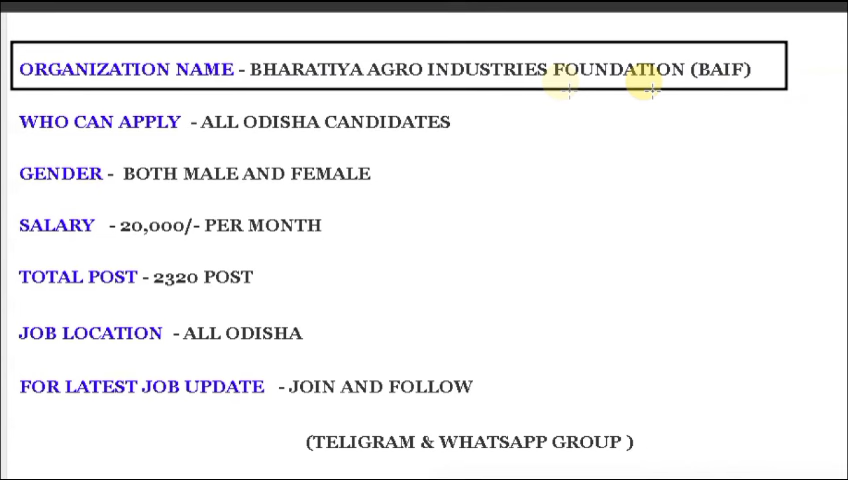 ORGANIZATION NAME - BHARATIYA AGRO INDUSTRIES FOUNDATION (BAIF)
WHO CAN APPLY - ALL ODISHA CANDIDATES
GENDER - BOTH MALE AND FEMALE
SALARY - 20,000/- PER MONTH
TOTAL POST - 2320 POST
JOB LOCATION - ALL ODISHA
FOR LATEST JOB UPDATE - JOIN AND FOLLOW
(TELIGRAM & WHATSAPP GROUP )